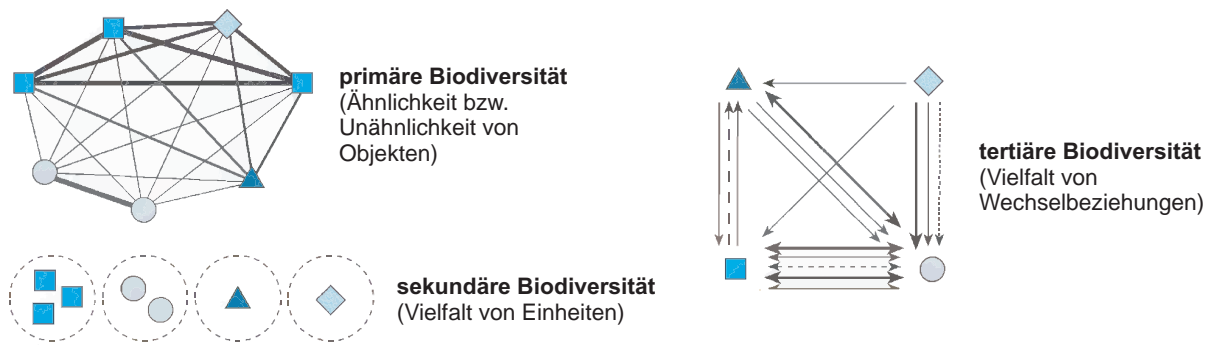 primäre Biodiversität
(Ähnlichkeit bzw.
Unähnlichkeit von
Objekten)
sekundäre Biodiversität
(Vielfalt von Einheiten)
tertiäre Biodiversität
(Vielfalt von
Wechselbeziehungen)